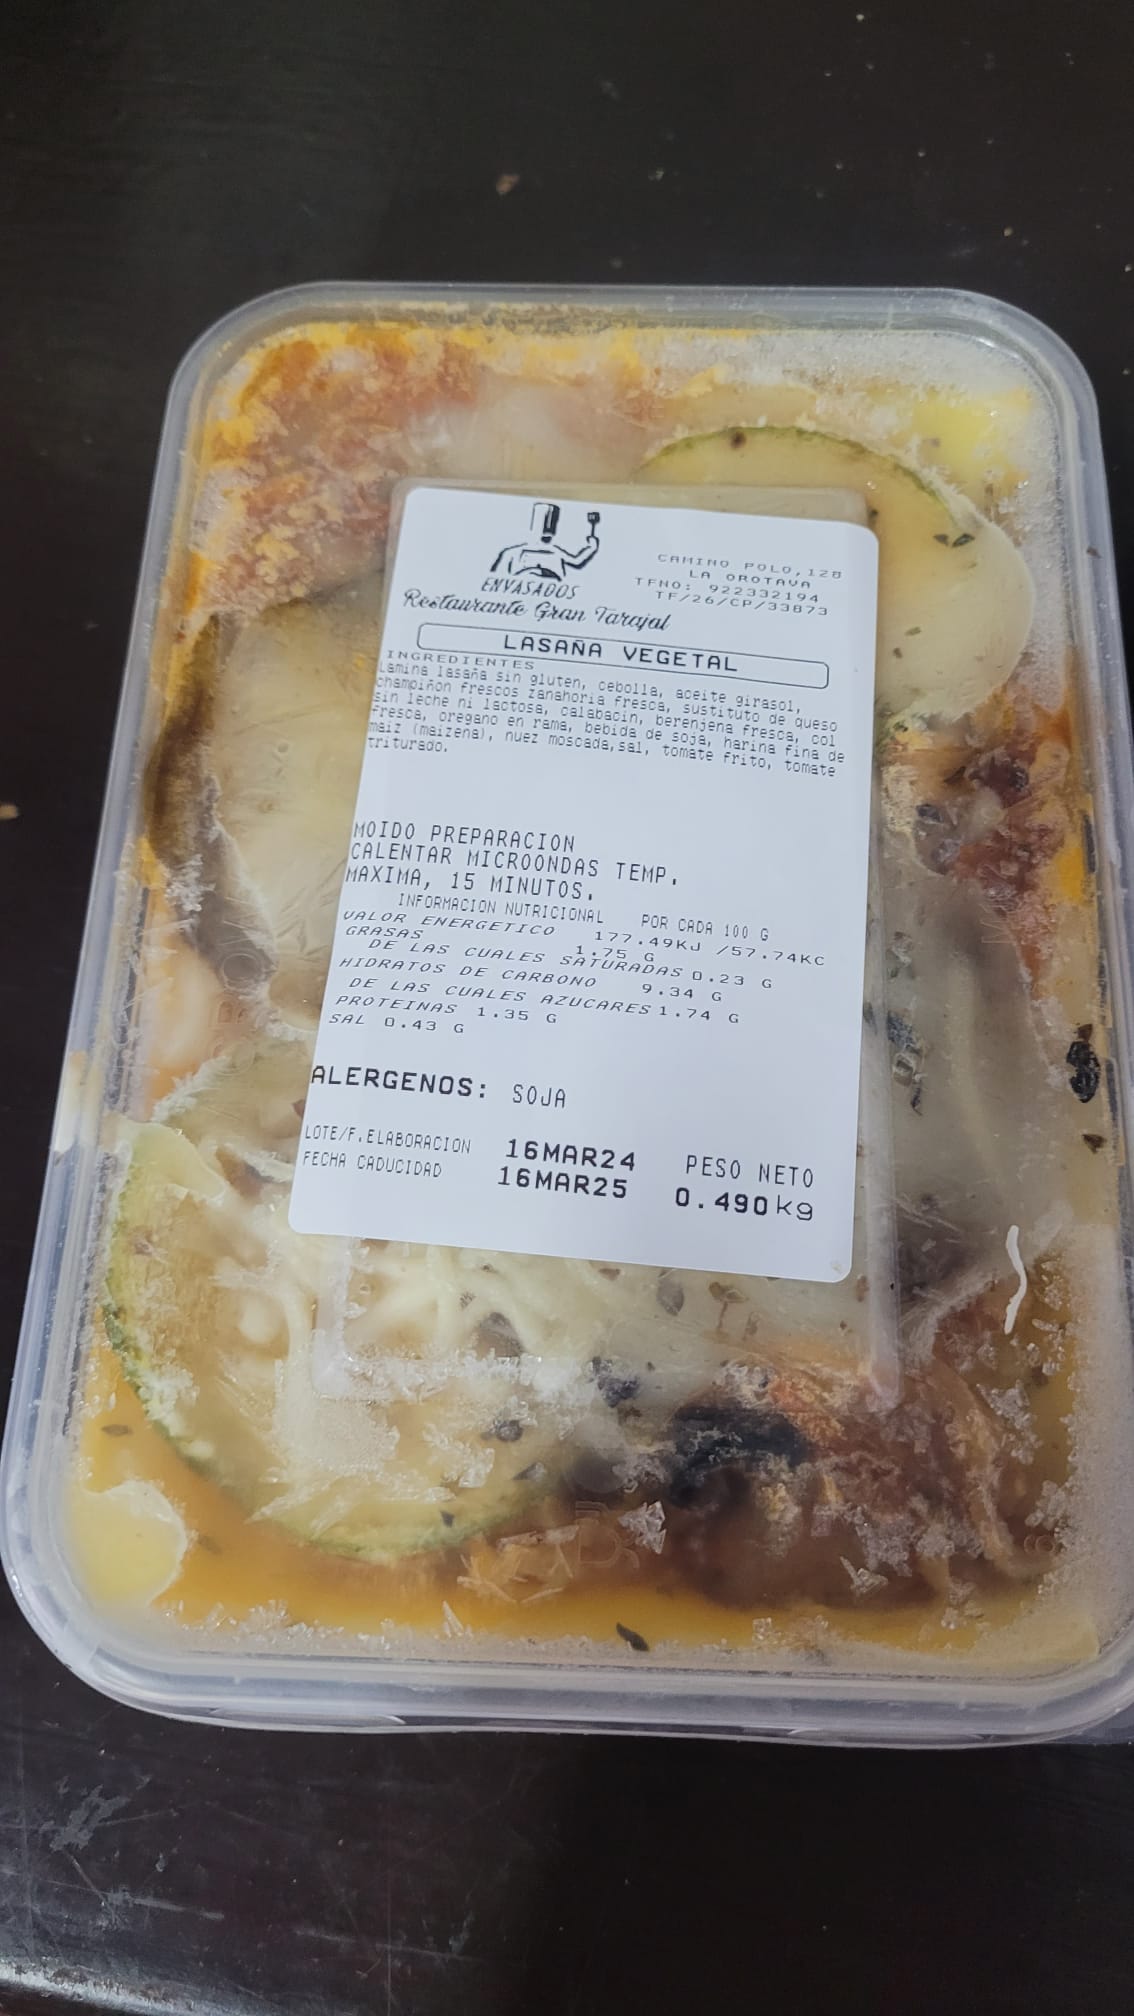 ENVASADOS
Restaurante Gran Tarajal
CAMINO POLO, 128
LA OROTAVA
TFNO: 922332194
TF/26/CP/33873
LASAÑA VEGETAL
INGREDIENTES
Lamina lasaña sin gluten, cebolla, aceite girasol,
champiñon frescos zanahoria fresca, sustituto de queso
sin leche ni lactosa, calabacin, berenjena fresca, col
fresca, oregano en rama, bebida de soja, harina fina de
maiz (maizena), nuez moscada,sal, tomate frito, tomate
triturado.
MOIDO PREPARACION
CALENTAR MICROONDAS TEMP.
MAXIMA, 15 MINUTOS.
INFORMACION NUTRICIONAL POR CADA 100 G
VALOR ENERGETICO 177.49KJ /57.74KC
GRASAS 1.75 G
DE LAS CUALES SATURADAS 0.23 G
HIDRATOS DE CARBONO 9.34 G
DE LAS CUALES AZUCARES 1.74 G
PROTEINAS 1.35 G
SAL 0.43 G
ALERGENOS: SOJA
LOTE/F.ELABORACION 16MAR24 PESO NETO
FECHA CADUCIDAD 16MAR25 0.490kg